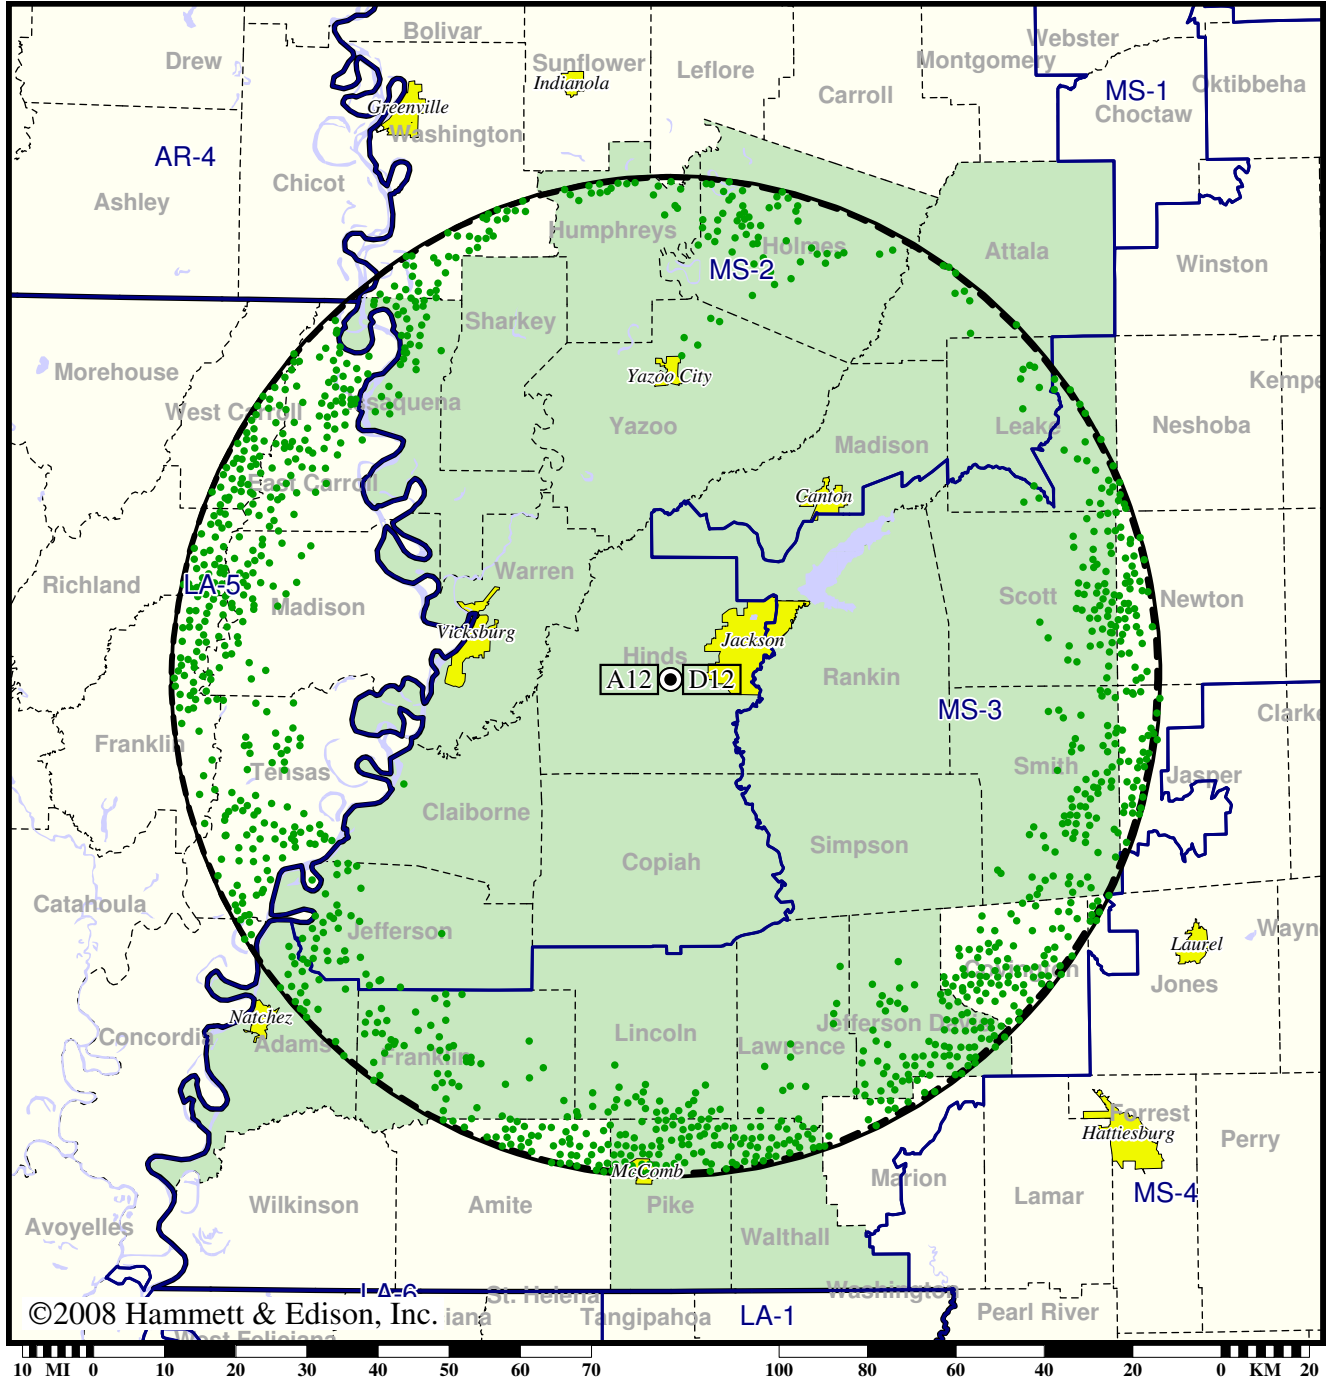 Bolivar
Webster
Drew
Sunflower
Montgomery
Leflore
Indianola
Oktibbeha
MS-1
Carroll
Greenville
Choctaw
Washington
AR-4
Chicot
Ashley
Humphreys
Holmes
Attala
MS-2
Winston
Sharkey
Morehouse
Yazoo City
Kempe
West Carroll
Issaquena
Yazoo
Leake
Neshoba
Madison
East Carroll
Canton
Warren
Richland
LA-5
Scott
Newton
Madison
Vicksburg
Jackson
Hinds
A12
D12
Rankin
MS-3
Clarke
Franklin
Tensas
Smith
Jasper
Claiborne
Simpson
Copiah
Catahoula
Jefferson
Wayn
Laurel
Covington
Jones
Natchez
Jefferson Davis
Concordia
Adams
Lincoln
Lawrence
Franklin
Forrest
Hattiesburg
Perry
McComb
Marion
MS-4
Wilkinson
Amite
Pike
Lamar
Avoyelles
Walthall
LA-6
St. Helena
Washington
©2008 Hammett & Edison, Inc.
iana
Tangipahoa
LA-1
Pearl River
West Feliciana
10 MI 0 10 20 30 40 50 60 70
100 80 60 40 20 0 KM 20